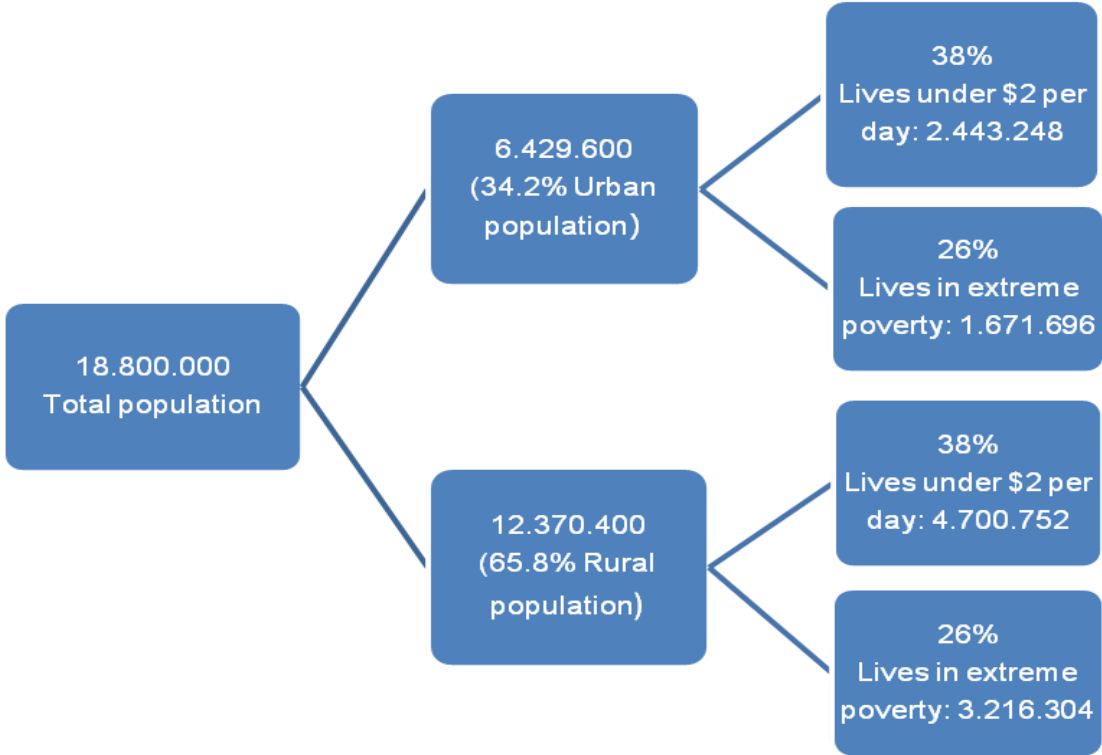 18.800.000
Total population
6.429.600
(34.2% Urban
population)
38%
Lives under $2 per
day: 2.443.248
26%
Lives in extreme
poverty: 1.671.696
12.370.400
(65.8% Rural
population)
38%
Lives under $2 per
day: 4.700.752
26%
Lives in extreme
poverty: 3.216.304